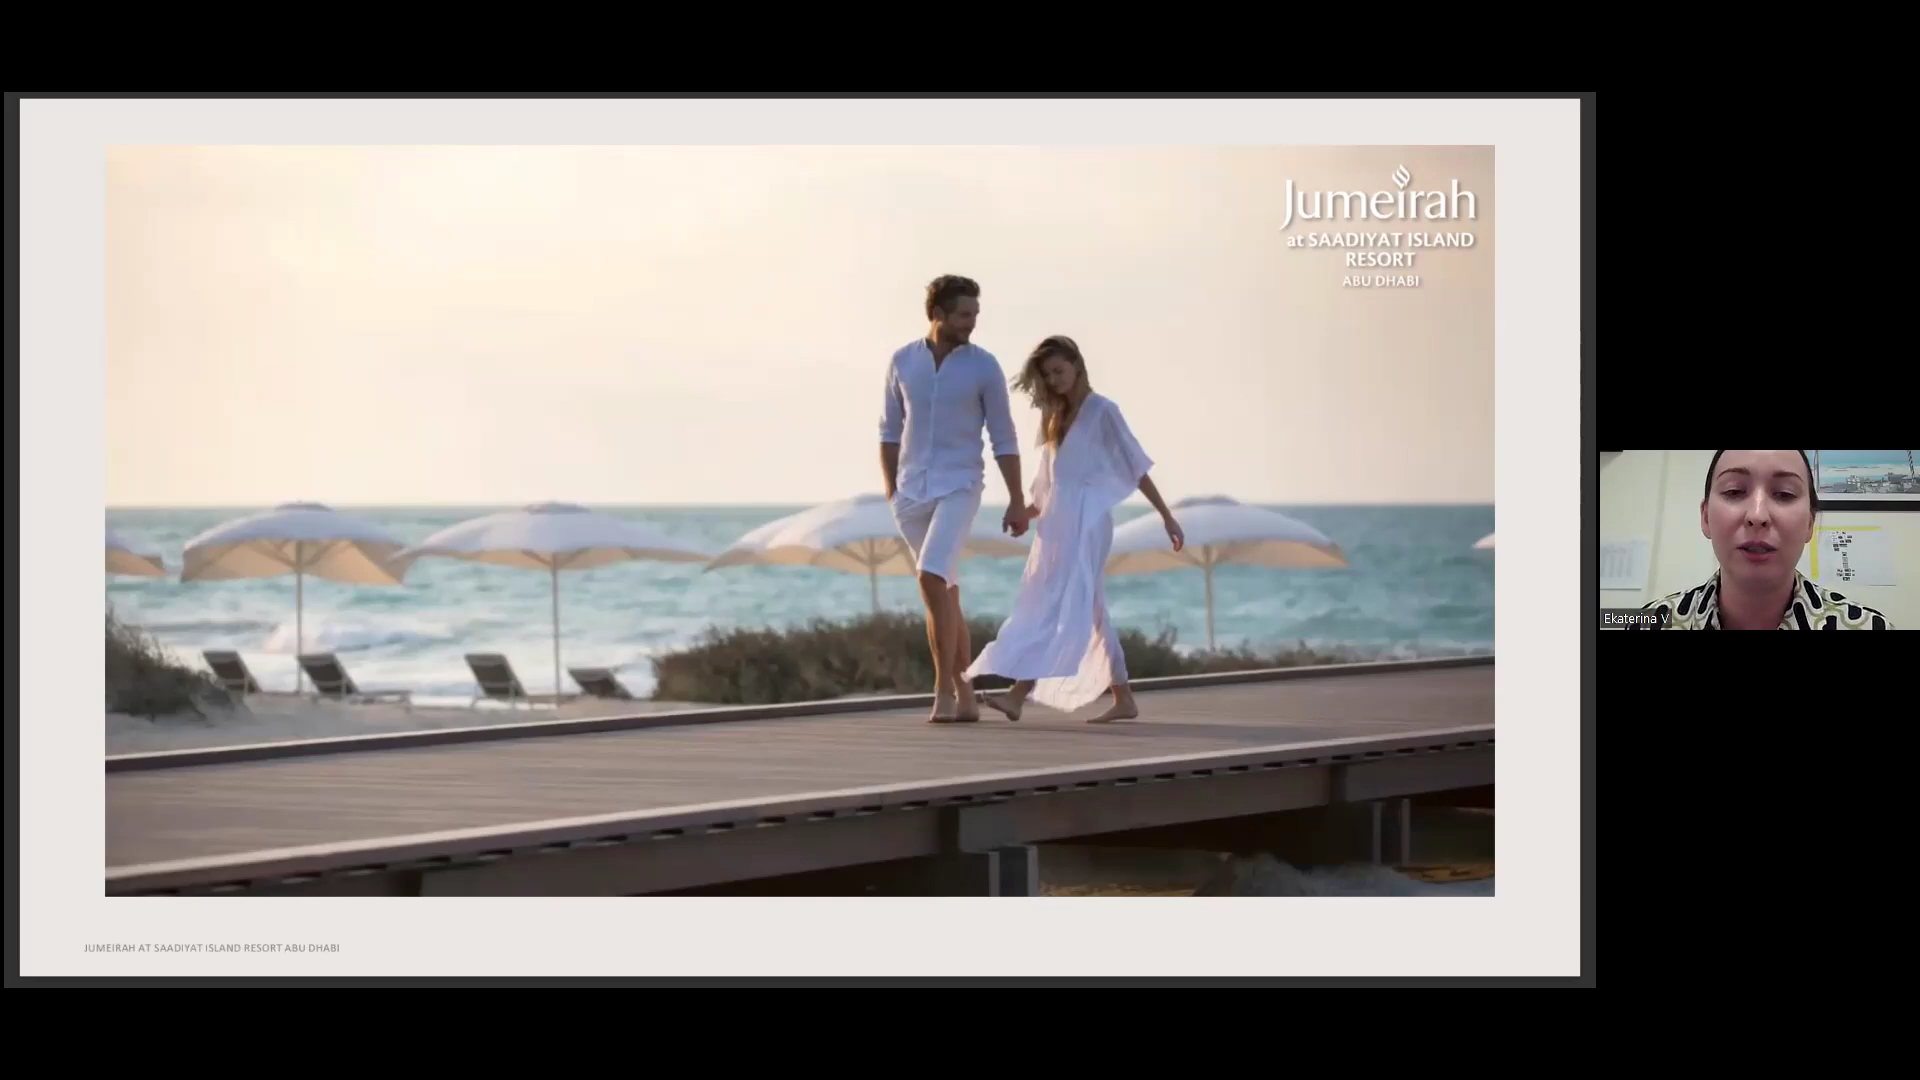 Jumeirah
at SAADIYAT ISLAND
RESORT
ABU DHABI
JUMEIRAH AT SAADIYAT ISLAND RESORT ABU DHABI
Ekaterina V